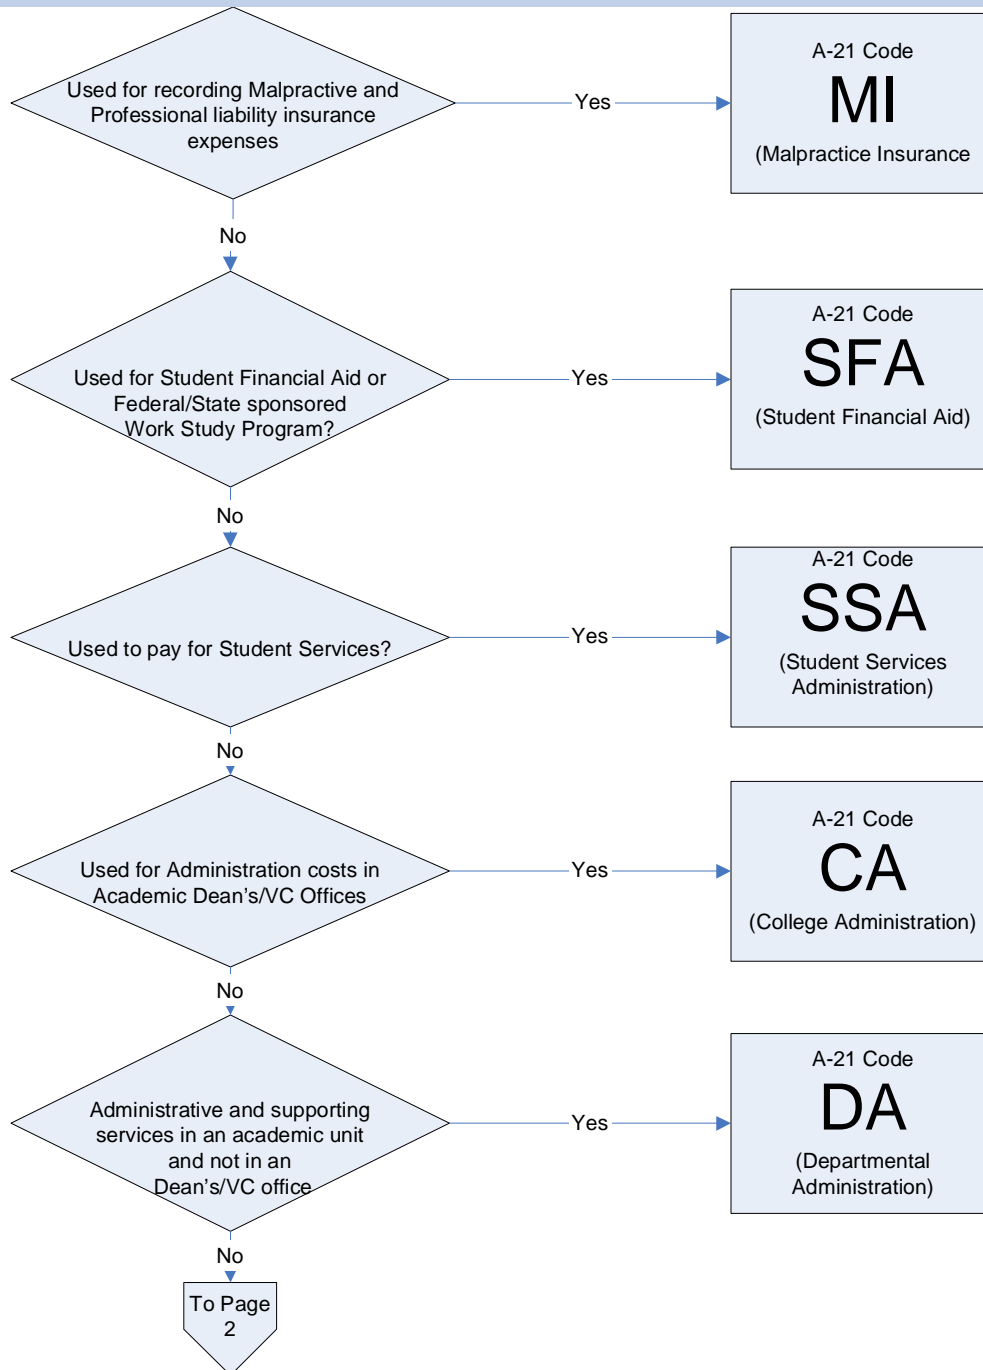 Used for recording Malpractive and
Professional liability insurance
expenses
Yes
A-21 Code
MI
(Malpractice Insurance
No
Used for Student Financial Aid or
Federal/State sponsored
Work Study Program?
Yes
A-21 Code
SFA
(Student Financial Aid)
No
Used to pay for Student Services?
Yes
A-21 Code
SSA
(Student Services
Administration)
No
Used for Administration costs in
Academic Dean’s/VC Offices
Yes
A-21 Code
CA
(College Administration)
No
Administrative and supporting
services in an academic unit
and not in an
Dean’s/VC office
Yes
A-21 Code
DA
(Departmental
Administration)
No
To Page
2